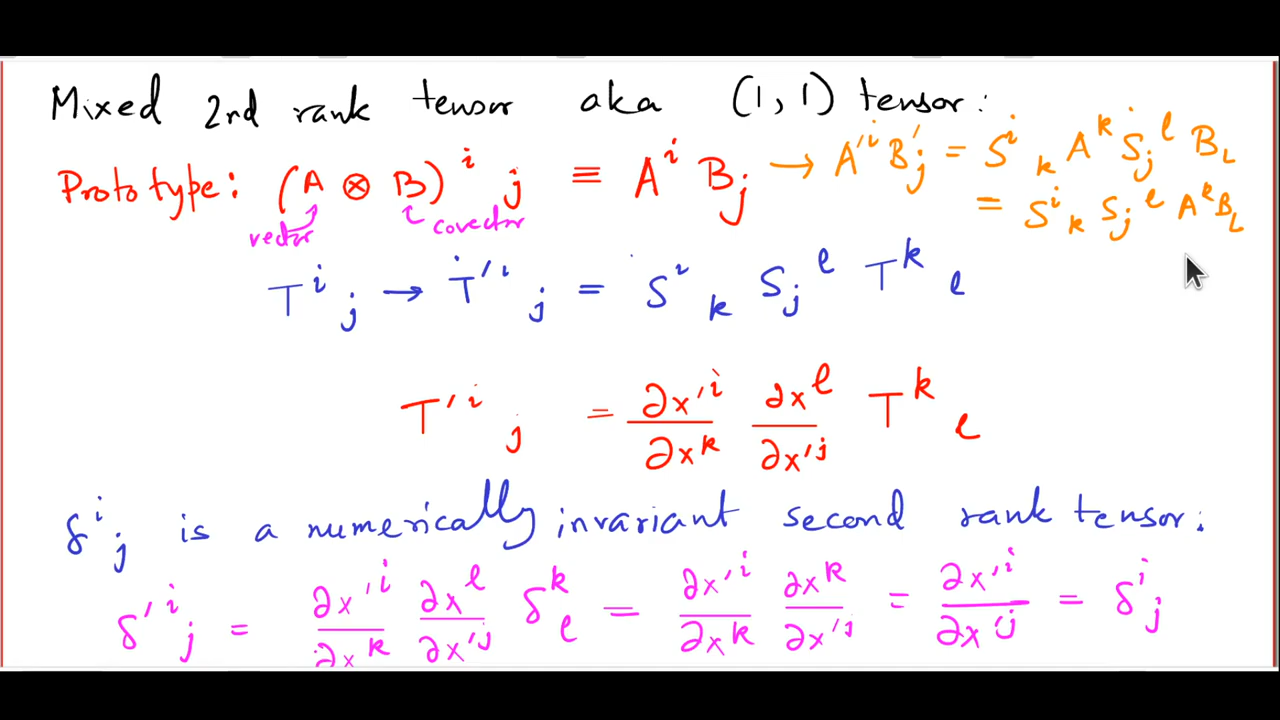 Mixed 2nd rank tensor aka (1,1) tensor:
Prototype: (A ⊗ B)^i_j ≡ A^i B_j → A'^i B'_j = S^i_k A^k S_j^l B_L
= S^i_k S_j^l A^k B_L
vector covector
T^i_j → T'^i_j = S^i_k S_j^l T^k_l
T'^i_j = ∂x'^i/∂x^k ∂x^l/∂x'^j T^k_l
δ^i_j is a numerically invariant second rank tensor:
δ'^i_j = ∂x'^i/∂x^k ∂x^l/∂x'^j δ^k_l = ∂x'^i/∂x^k ∂x^k/∂x'^j = ∂x'^i/∂x'^j = δ^i_j